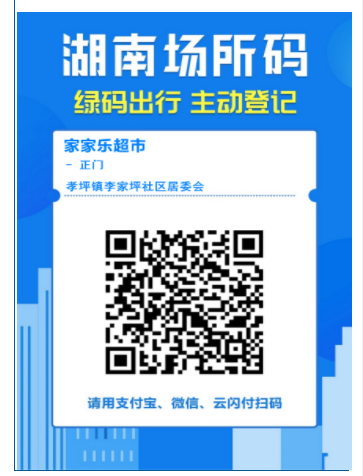 湖南场所码
绿码出行 主动登记
家家乐超市
- 正门
孝坪镇李家坪社区居委会
请用支付宝、微信、云闪付扫码